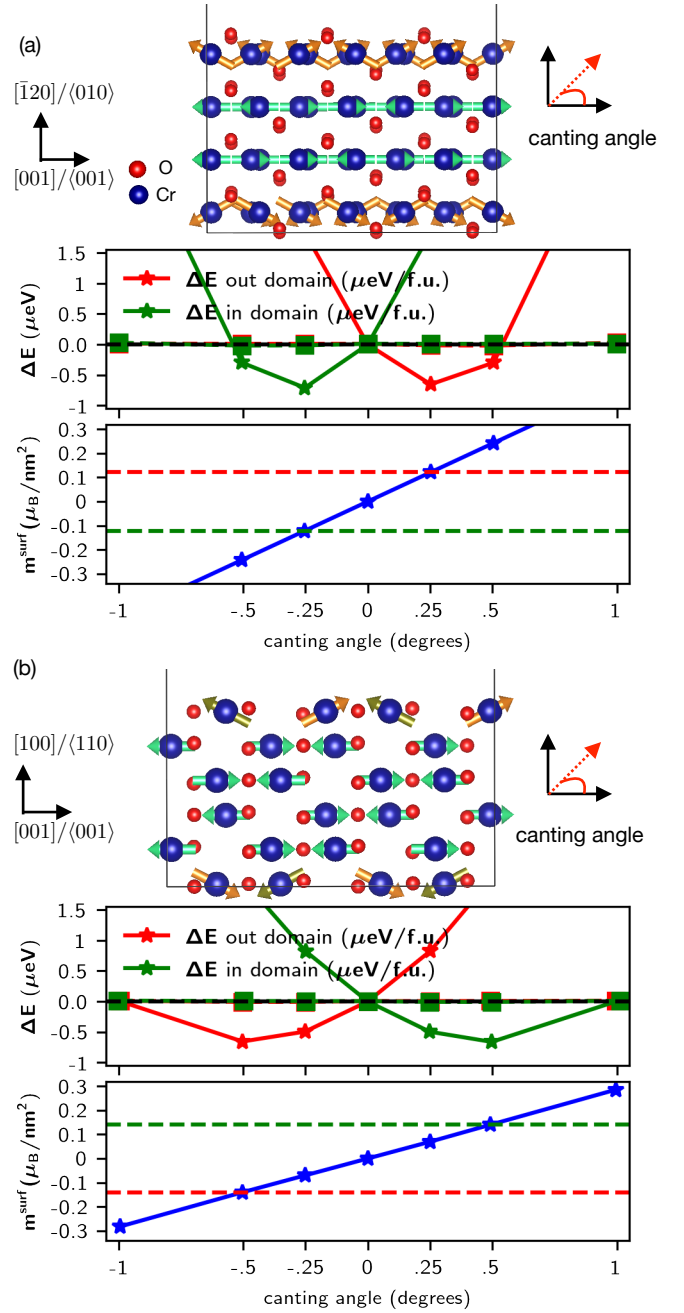 (a)
[1̄20]/⟨010⟩
[001]/⟨001⟩
O
Cr
canting angle
1.5
1
0.5
0.0
-0.5
-1
ΔE (μeV)
ΔE out domain (μeV/f.u.)
ΔE in domain (μeV/f.u.)
0.3
0.2
0.1
0
-0.1
-0.2
-0.3
m^surf (μ_B/nm²)
-1 -.5 -.25 0 .25 .5 1
canting angle (degrees)
(b)
[100]/⟨110⟩
[001]/⟨001⟩
canting angle
1.5
1
0.5
0.0
-0.5
-1
ΔE (μeV)
ΔE out domain (μeV/f.u.)
ΔE in domain (μeV/f.u.)
0.3
0.2
0.1
0
-0.1
-0.2
-0.3
m^surf (μ_B/nm²)
-1 -.5 -.25 0 .25 .5 1
canting angle (degrees)